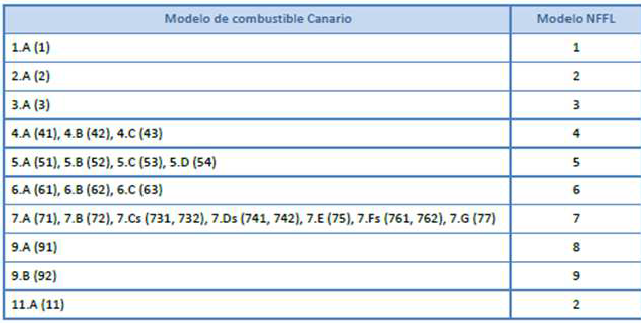 Modelo de combustible Canario Modelo NFFL
1.A (1) 1
2.A (2) 2
3.A (3) 3
4.A (41), 4.B (42), 4.C (43) 4
5.A (51), 5.B (52), 5.C (53), 5.D (54) 5
6.A (61), 6.B (62), 6.C (63) 6
7.A (71), 7.B (72), 7.Cs (731, 732), 7.Ds (741, 742), 7.E (75), 7.Fs (761, 762), 7.G (77) 7
9.A (91) 8
9.B (92) 9
11.A (11) 2